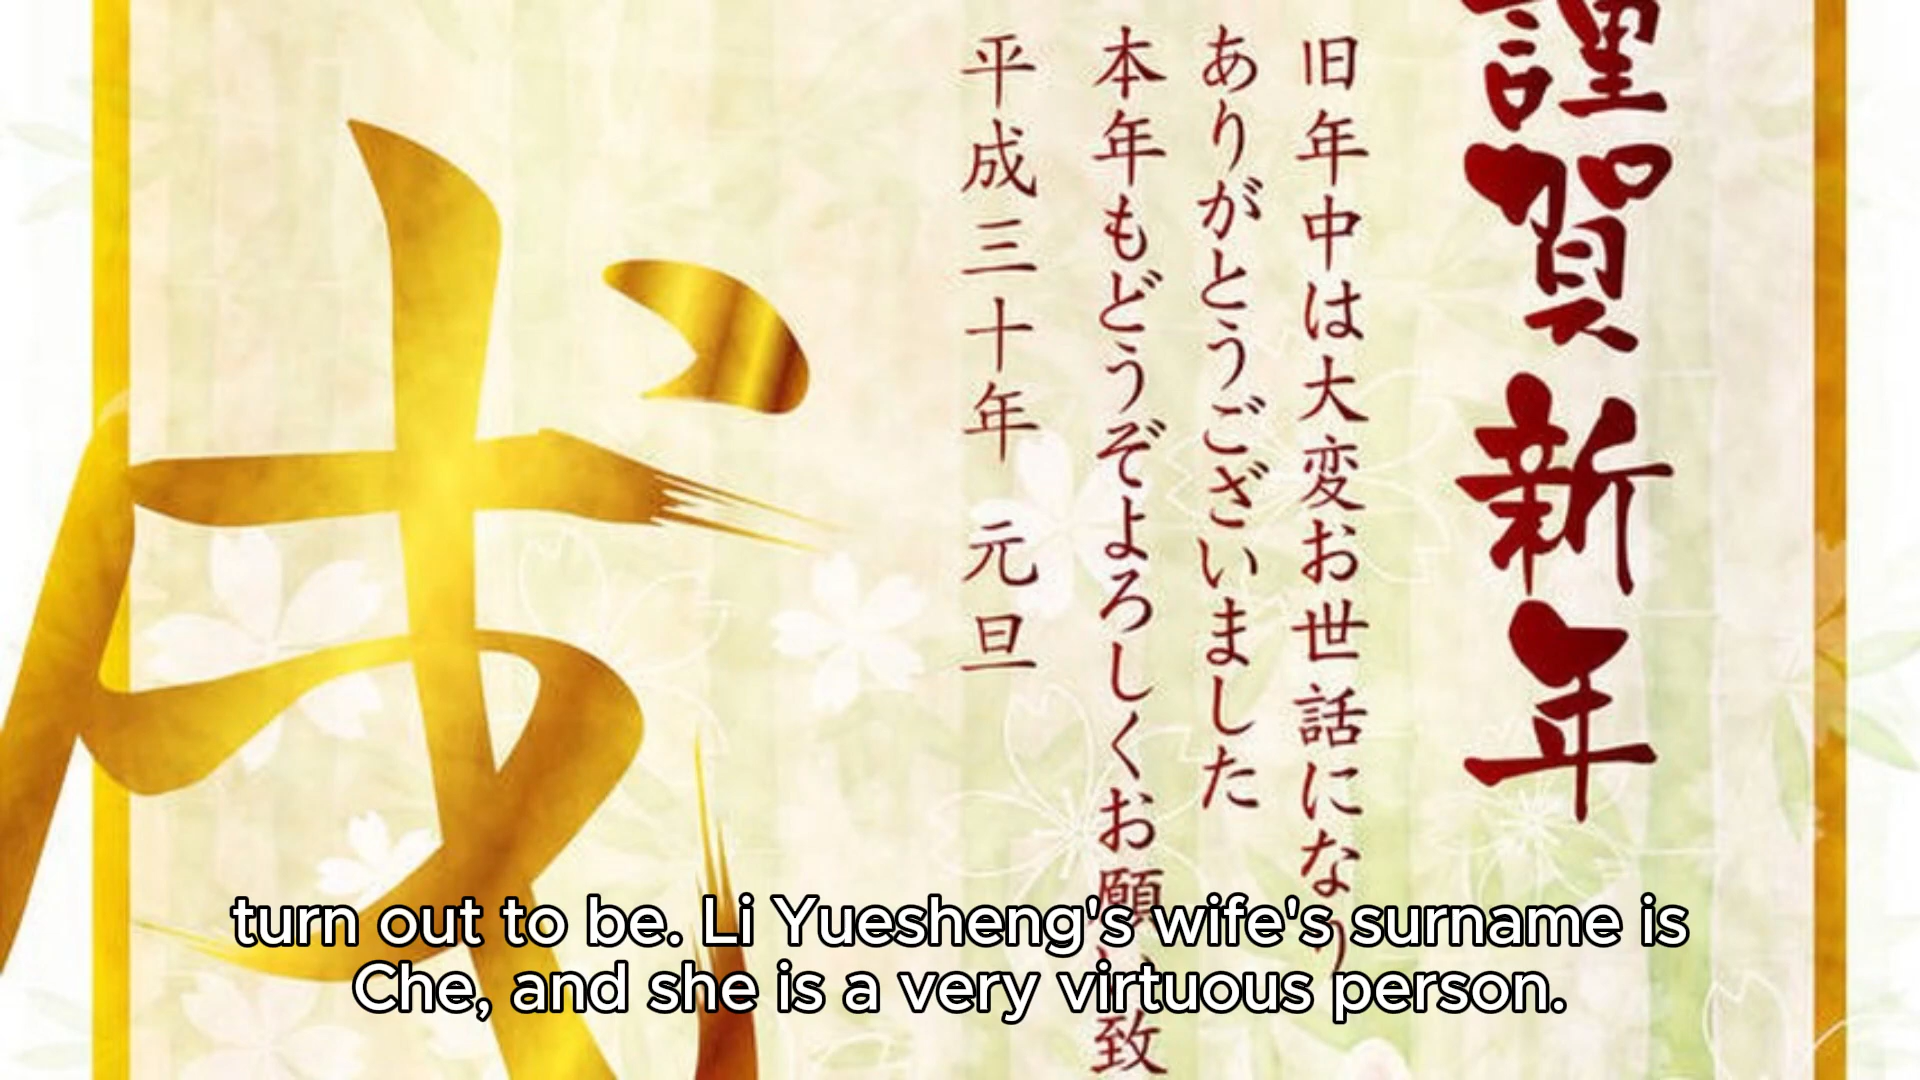 謹賀新年
旧年中は大変お世話になり
ありがとうございました
本年もどうぞよろしくお願い致
平成三十年 元旦
戌
turn out to be. Li Yuesheng's wife's surname is
Che, and she is a very virtuous person.